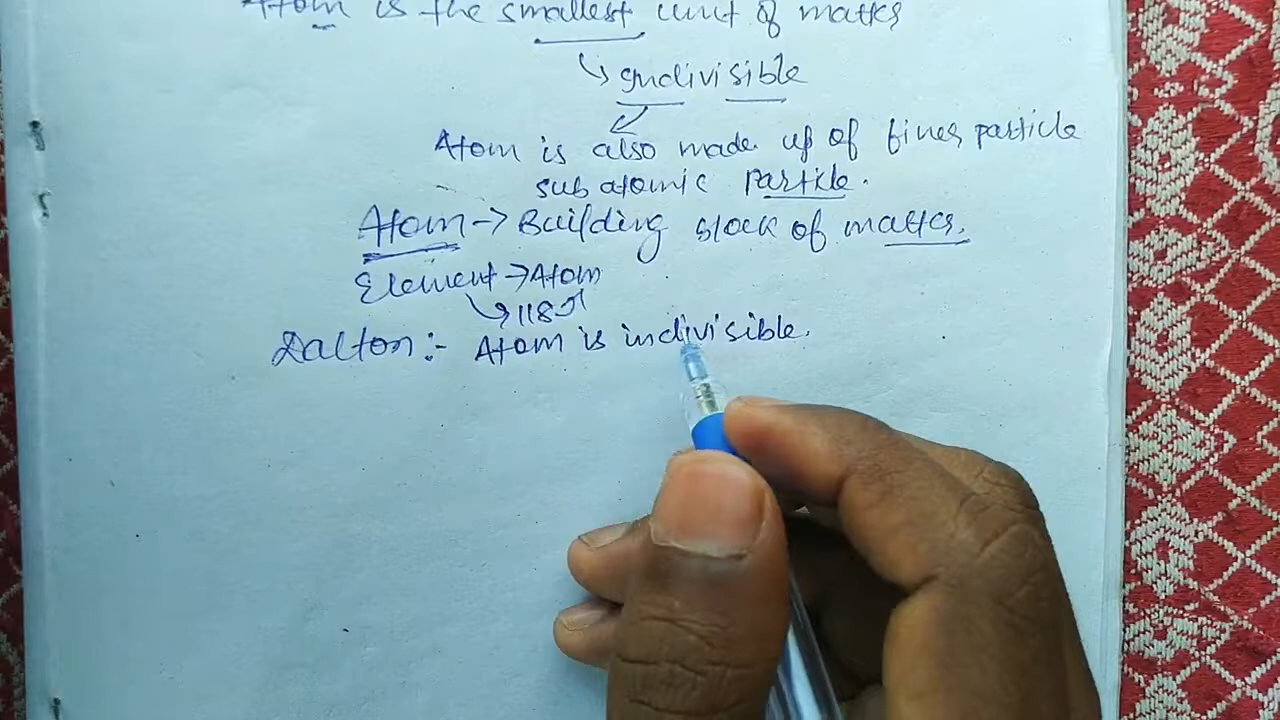 Atom is the smallest unit of matter
↳ Indivisible
Atom is also made up of finer particle
sub atomic particle.
Atom → Building block of matter.
Element → Atom
↳ 118
Dalton :- Atom is indivisible.